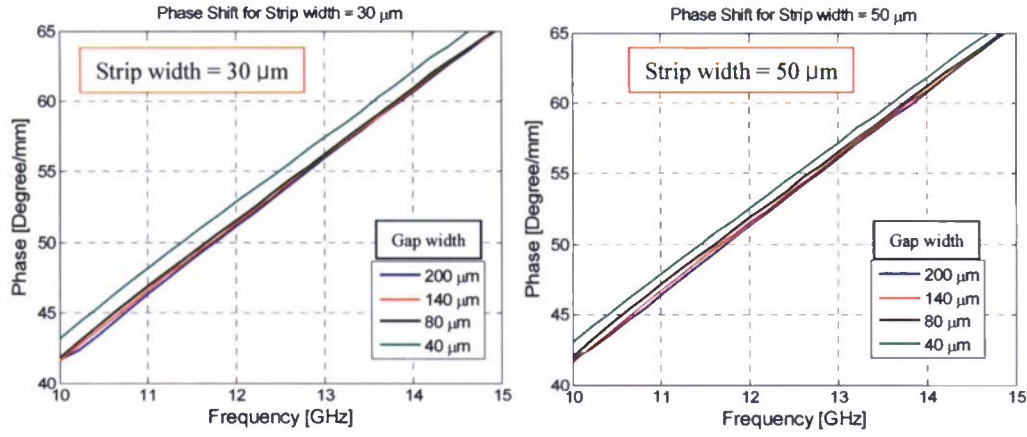 Phase Shift for Strip width = 30 μm
Strip width = 30 μm
Phase [Degree/mm]
65
60
55
50
45
40
Gap width
200 μm
140 μm
80 μm
40 μm
10 11 12 13 14 15
Frequency [GHz]
Phase Shift for Strip width = 50 μm
Strip width = 50 μm
Phase [Degree/mm]
65
60
55
50
45
40
Gap width
200 μm
140 μm
80 μm
40 μm
10 11 12 13 14 15
Frequency [GHz]